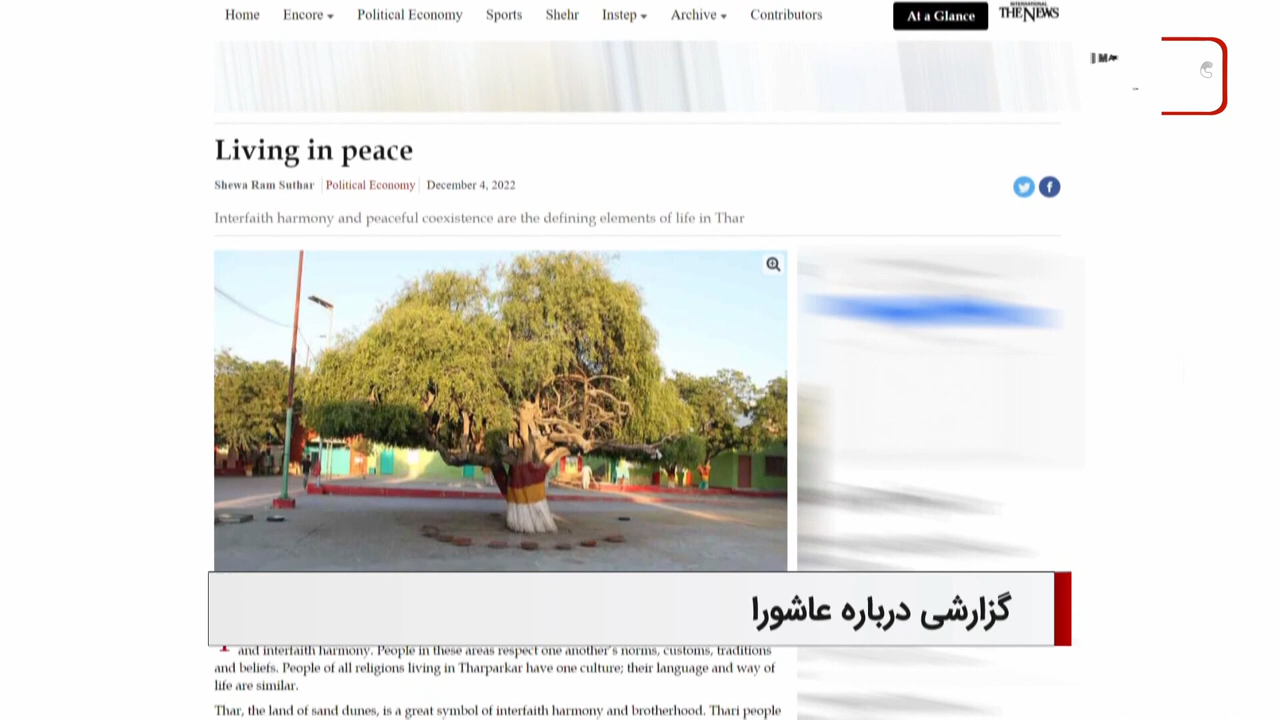 Home Encore Political Economy Sports Shehr Instep Archive Contributors At a Glance INTERNATIONAL THE NEWS
Living in peace
Shewa Ram Suthar Political Economy December 4, 2022
Interfaith harmony and peaceful coexistence are the defining elements of life in Thar
گزارشی درباره عاشورا
and interfaith harmony. People in these areas respect one another's norms, customs, traditions
and beliefs. People of all religions living in Tharparkar have one culture; their language and way of
life are similar.
Thar, the land of sand dunes, is a great symbol of interfaith harmony and brotherhood. Thari people